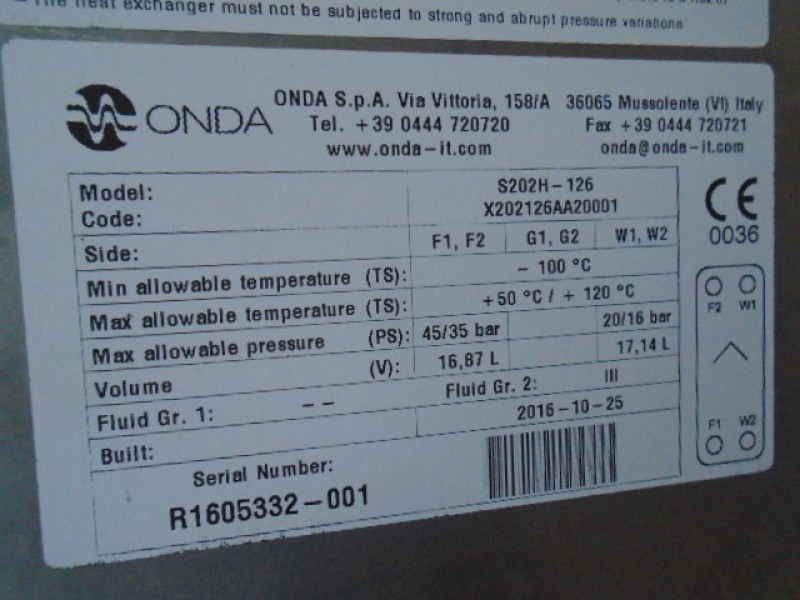 The heat exchanger must not be subjected to strong and abrupt pressure variations
ONDA
ONDA S.p.A. Via Vittoria, 158/A 36065 Mussolente (VI) Italy
Tel. +39 0444 720720 Fax +39 0444 720721
www.onda-it.com onda@onda-it.com
Model: S202H-126
Code: X202126AA20001
Side: F1, F2 G1, G2 W1, W2
Min allowable temperature (TS): - 100 °C
Max allowable temperature (TS): +50 °C / + 120 °C
Max allowable pressure (PS): 45/35 bar 20/16 bar
Volume (V): 16,87 L 17,14 L
Fluid Gr. 1: -- Fluid Gr. 2: III
Built: 2016-10-25
Serial Number:
R1605332-001
CE
0036
F2 W1
F1 W2